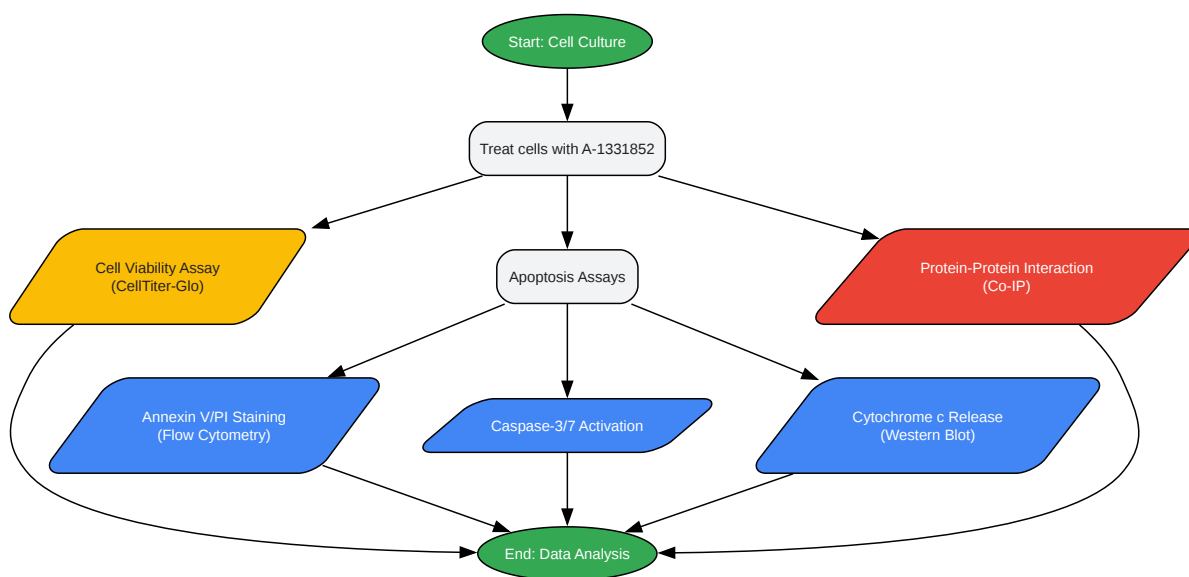 Start: Cell Culture
Treat cells with A-1331852
Cell Viability Assay
(CellTiter-Glo)
Apoptosis Assays
Protein-Protein Interaction
(Co-IP)
Annexin V/PI Staining
(Flow Cytometry)
Caspase-3/7 Activation
Cytochrome c Release
(Western Blot)
End: Data Analysis